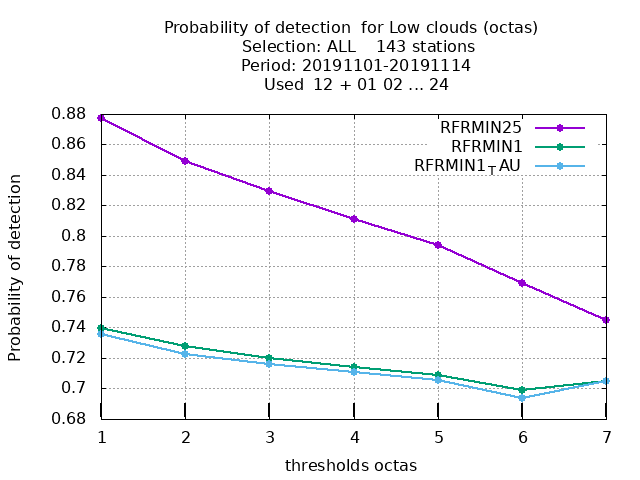 Probability of detection  for Low clouds (octas)
Selection: ALL    143 stations
Period: 20191101-20191114
Used  12 + 01 02 ... 24
RFRMIN25
RFRMIN1
RFRMIN1TAU
Probability of detection
0.88
0.86
0.84
0.82
0.8
0.78
0.76
0.74
0.72
0.7
0.68
1 2 3 4 5 6 7
thresholds octas